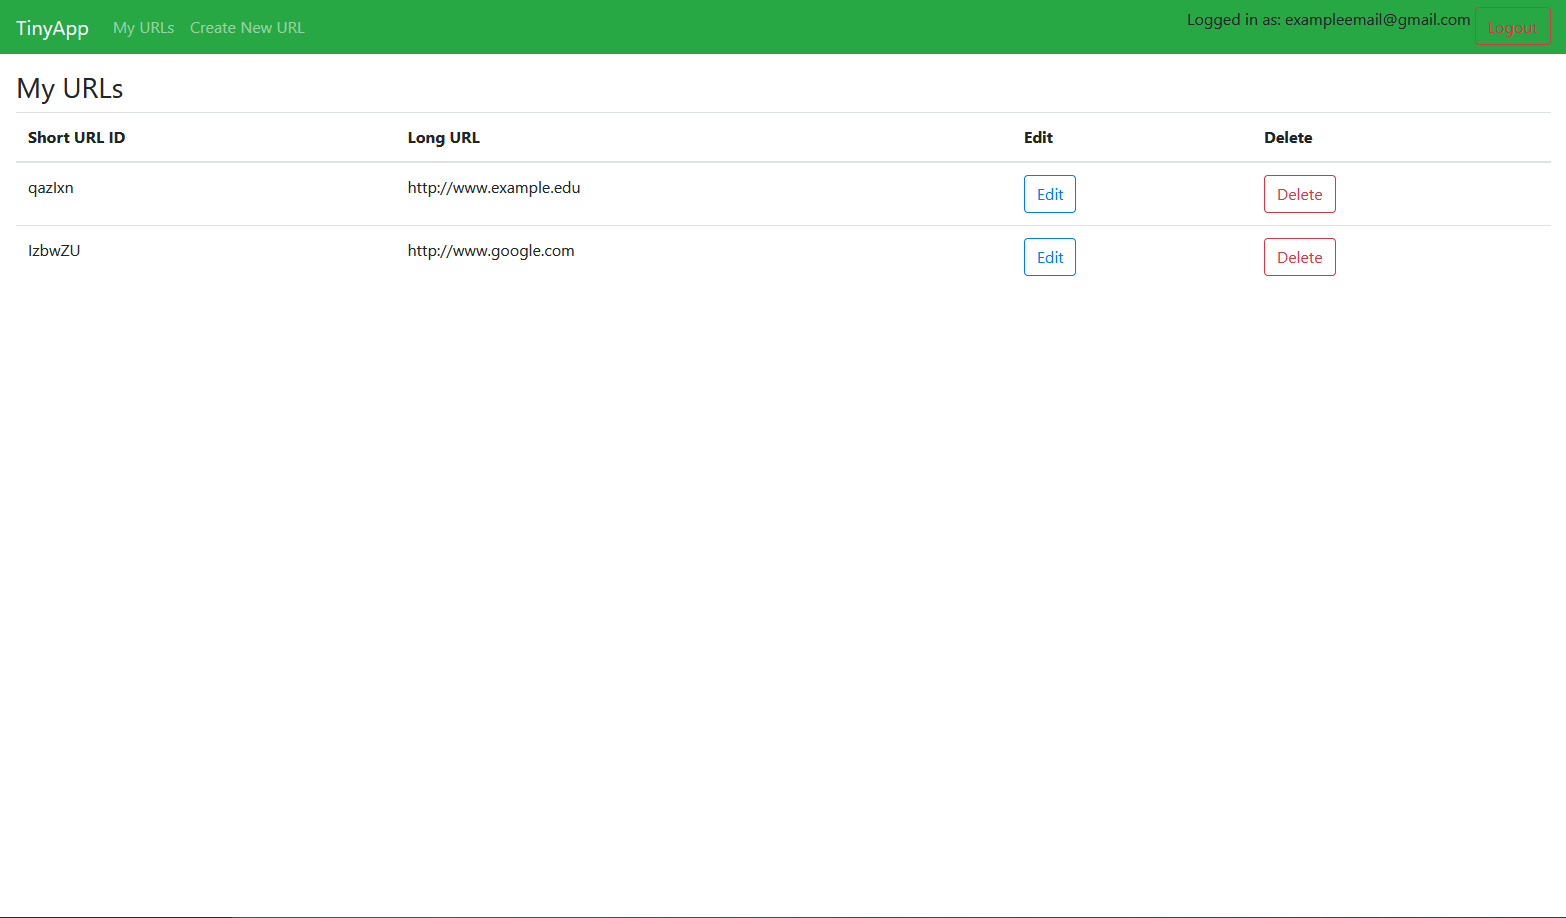 TinyApp My URLs Create New URL Logged in as: exampleemail@gmail.com Logout
My URLs
Short URL ID Long URL Edit Delete
qazIxn http://www.example.edu Edit Delete
IzbwZU http://www.google.com Edit Delete